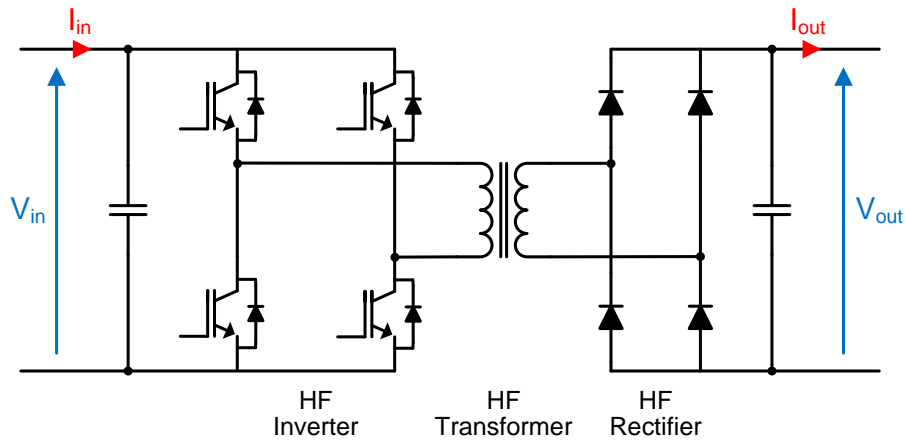 Iin
Iout
Vin
Vout
HF
Inverter
HF
Transformer
HF
Rectifier